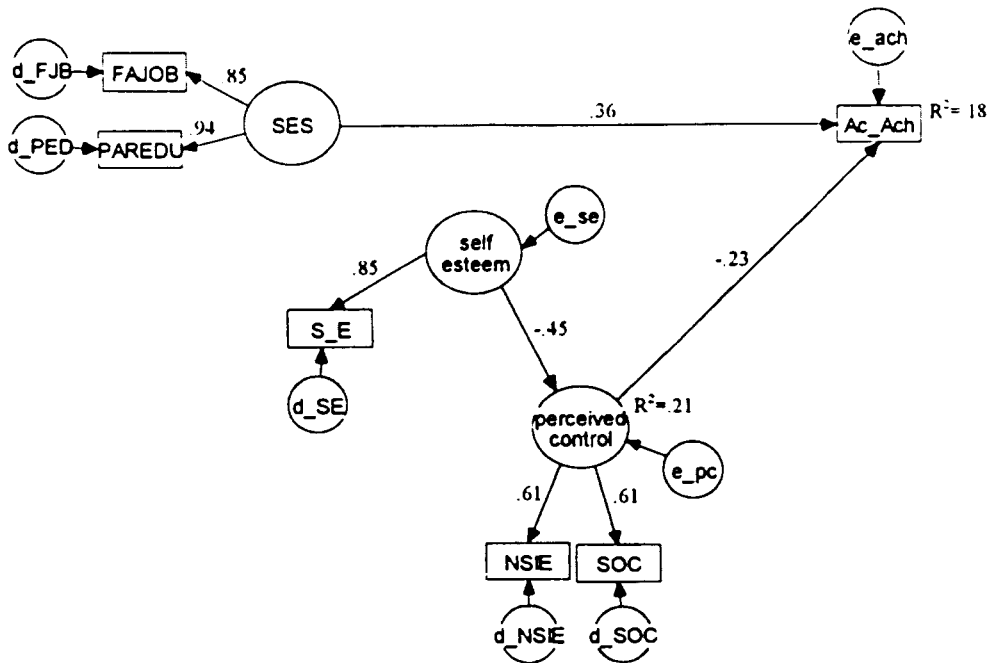 e_ach
d_FJB
FAJOB
.85
SES
.36
Ac_Ach
R²= 18
d_PED
PAREDU
.94
e_se
self
esteem
.85
-.23
S_E
-.45
d_SE
perceived
control
R²=.21
e_pc
.61
.61
NSIE
SOC
d_NSIE
d_SOC